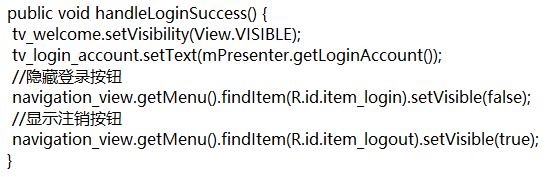 public void handleLoginSuccess() {
tv_welcome.setVisibility(View.VISIBLE);
tv_login_account.setText(mPresenter.getLoginAccount());
//隐藏登录按钮
navigation_view.getMenu().findItem(R.id.item_login).setVisible(false);
//显示注销按钮
navigation_view.getMenu().findItem(R.id.item_logout).setVisible(true);
}